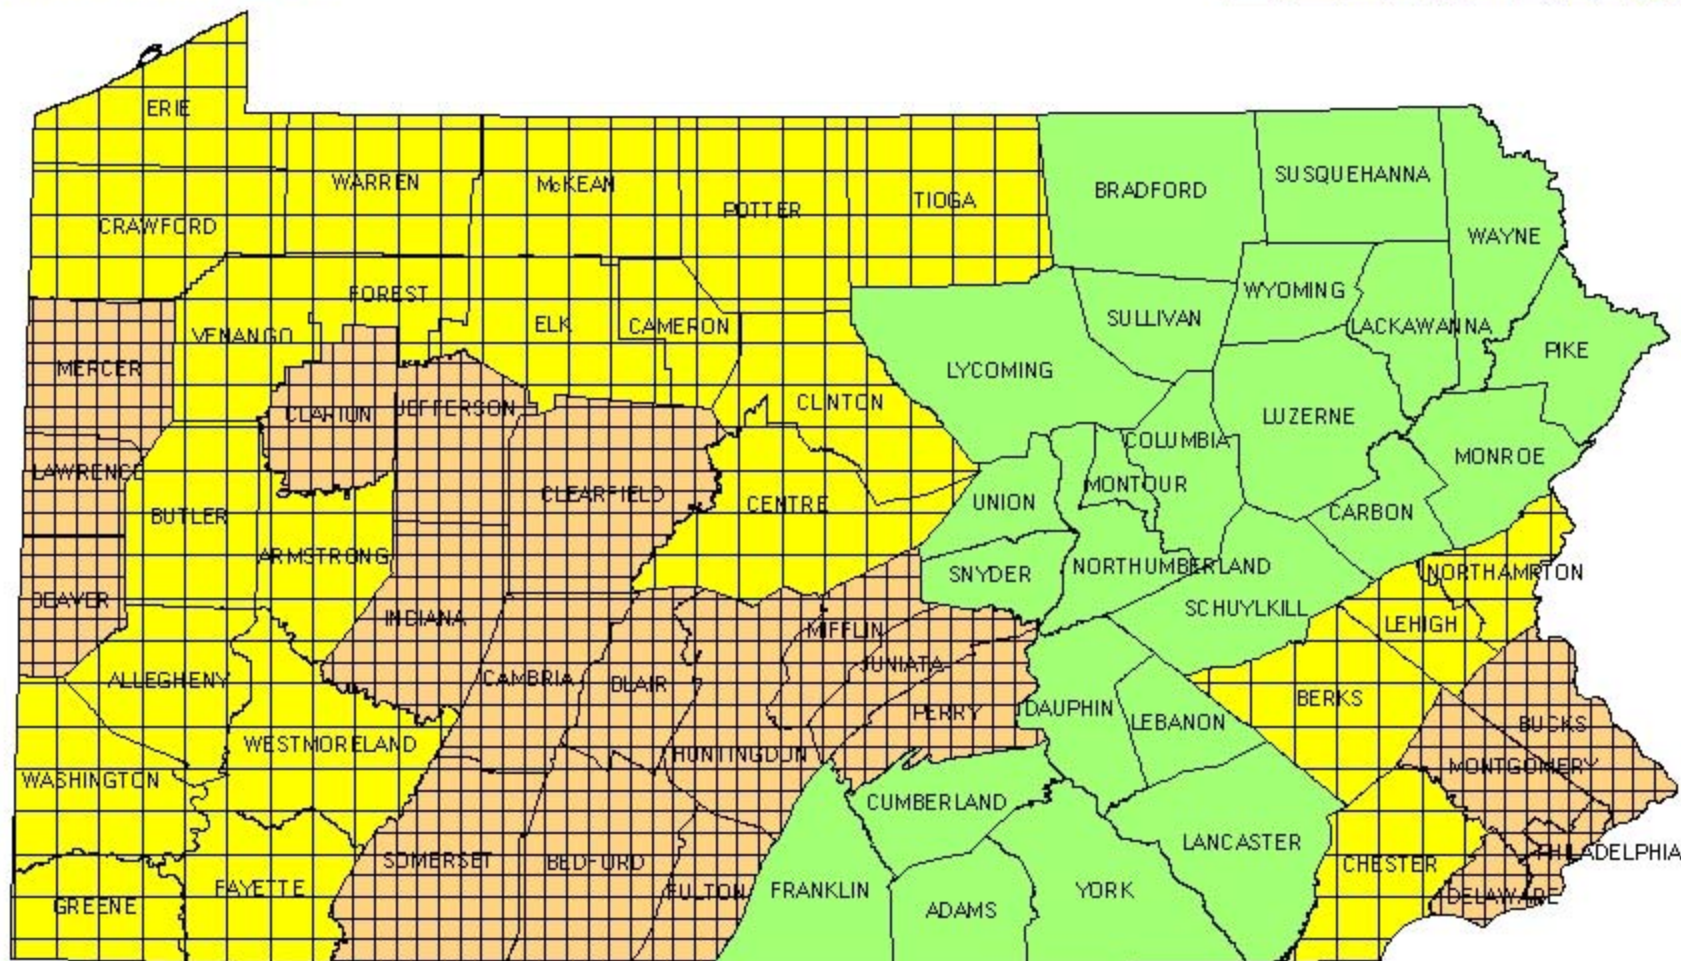 ERIE
WARREN
McKEAN
POTTER
TIOGA
BRADFORD
SUSQUEHANNA
WAYNE
CRAWFORD
FOREST
ELK
CAMERON
VENANGO
MERCER
CLARION
JEFFERSON
CLINTON
LYCOMING
SULLIVAN
WYOMING
LACKAWANNA
PIKE
LUZERNE
COLUMBIA
MONTOUR
MONROE
LAWRENCE
BUTLER
ARMSTRONG
CLEARFIELD
CENTRE
UNION
CARBON
BEAVER
INDIANA
SNYDER
NORTHUMBERLAND
SCHUYLKILL
NORTHAMPTON
LEHIGH
ALLEGHENY
CAMBRIA
BLAIR
MIFFLIN
JUNIATA
PERRY
DAUPHIN
LEBANON
BERKS
BUCKS
WASHINGTON
WESTMORELAND
HUNTINGDON
CUMBERLAND
LANCASTER
MONTGOMERY
GREENE
FAYETTE
SOMERSET
BEDFORD
FULTON
FRANKLIN
ADAMS
YORK
CHESTER
DELAWARE
PHILADELPHIA